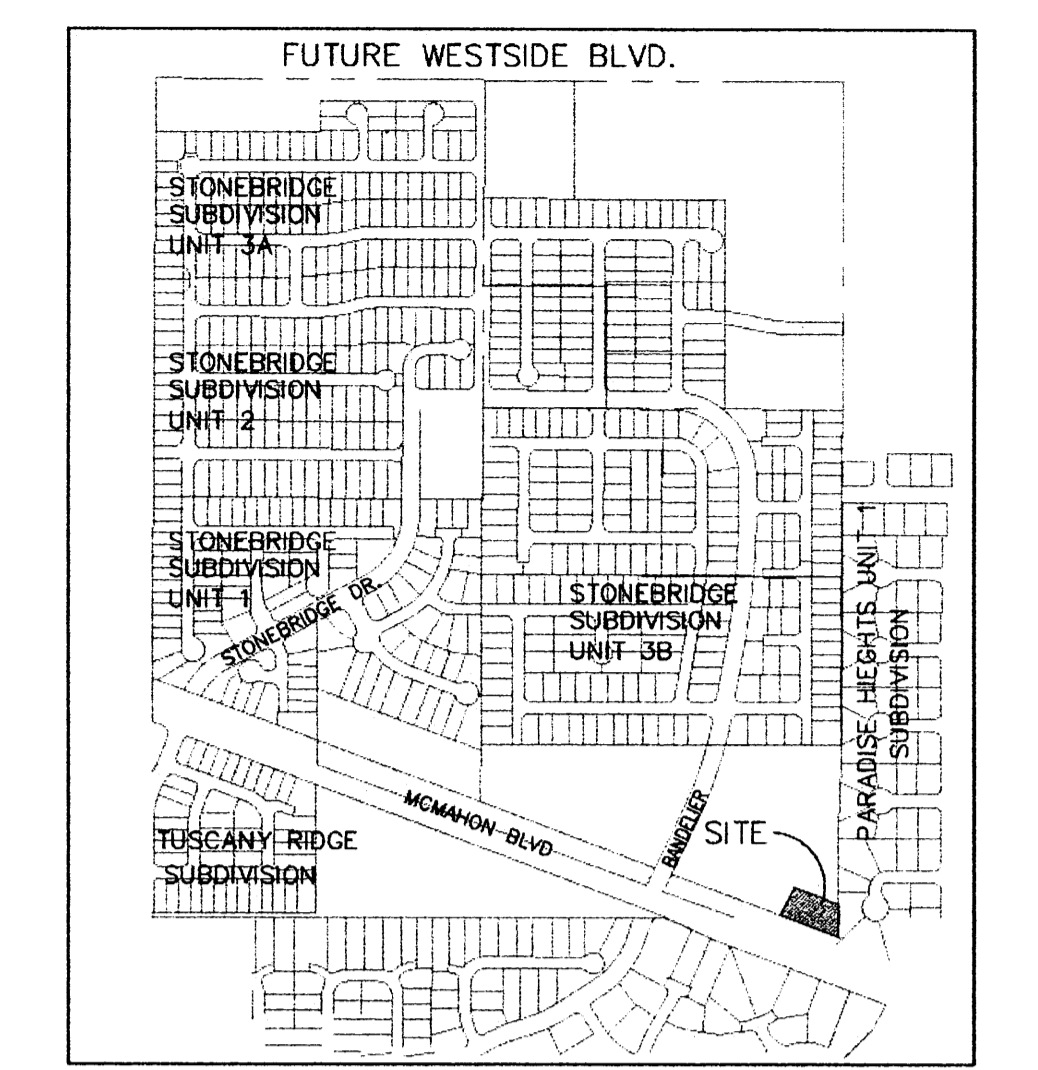 FUTURE WESTSIDE BLVD.
STONEBRIDGE
SUBDIVISION
UNIT 3A
STONEBRIDGE
SUBDIVISION
UNIT 2
STONEBRIDGE
SUBDIVISION
UNIT 1
STONEBRIDGE DR.
STONEBRIDGE
SUBDIVISION
UNIT 3B
PARADISE HIEGHTS UNIT 1
SUBDIVISION
MCMAHON BLVD
BANDELIER
SITE
TUSCANY RIDGE
SUBDIVISION